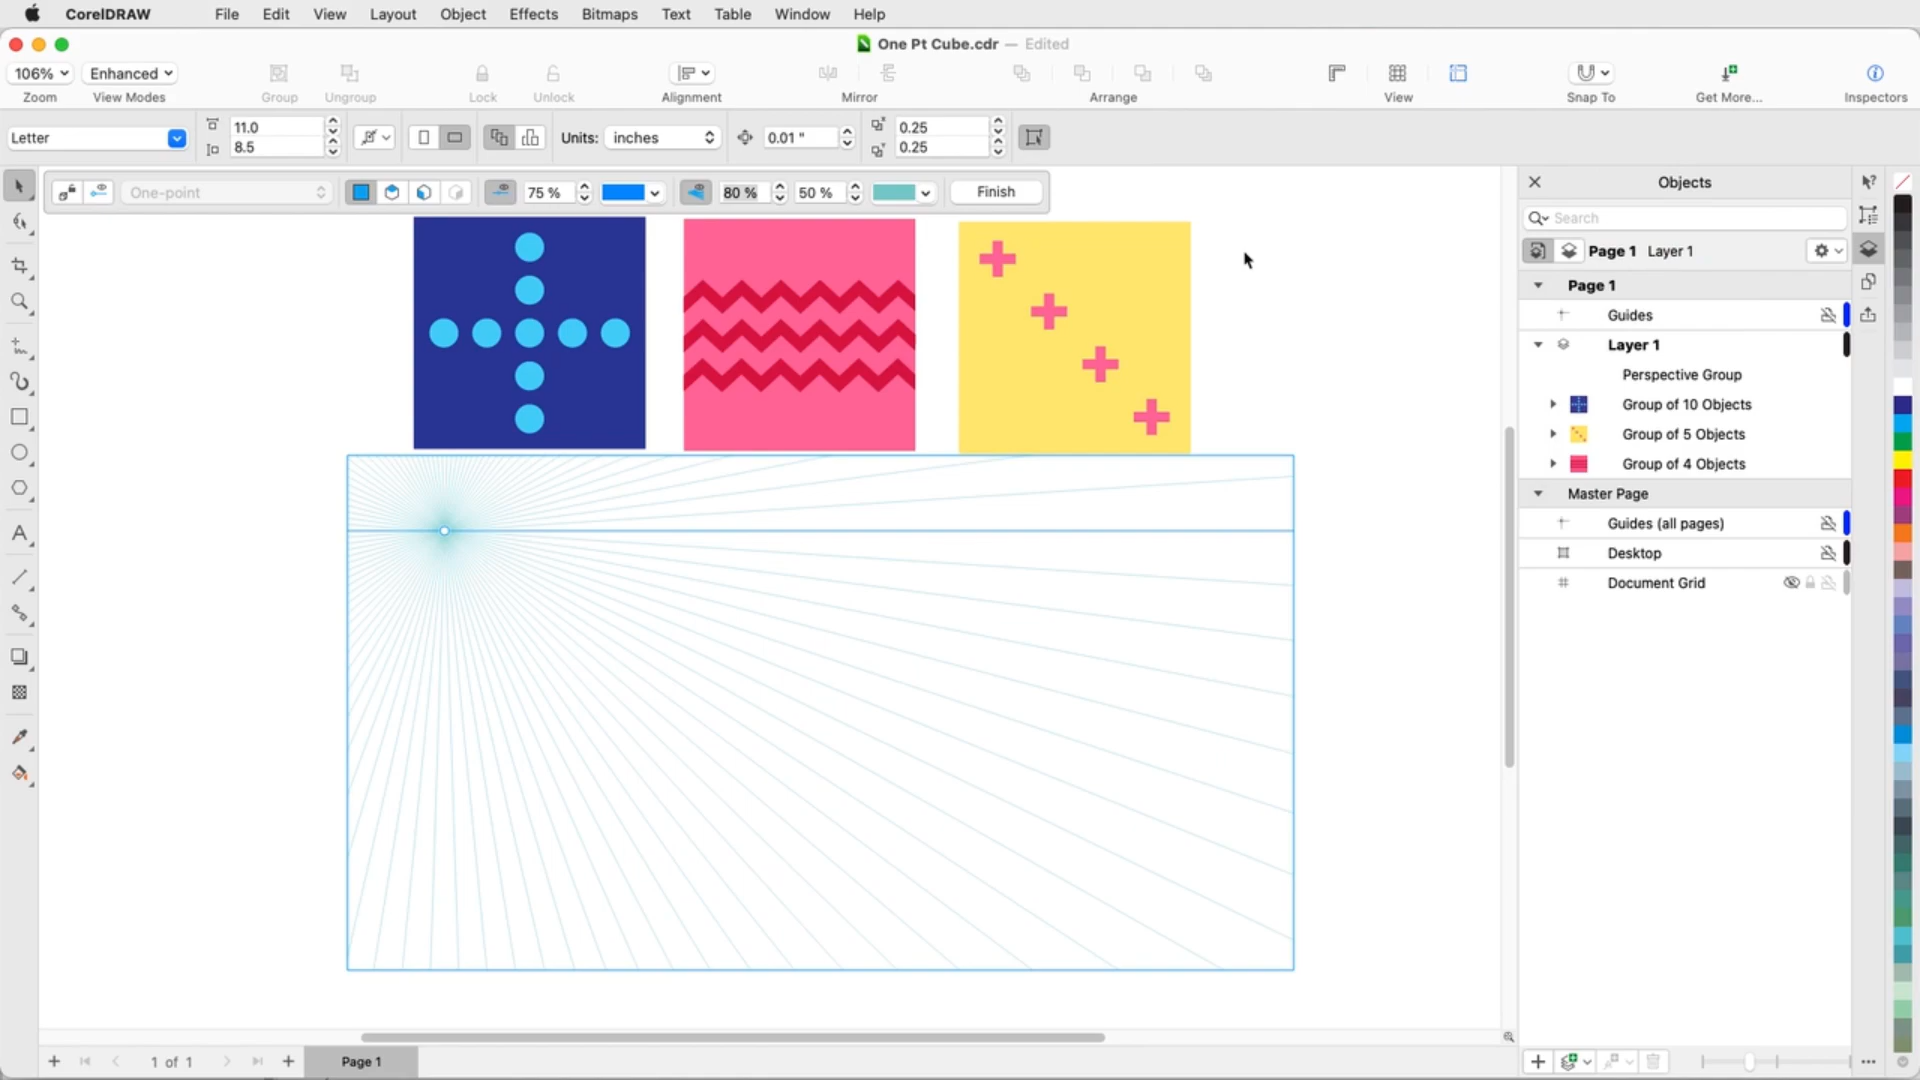 CorelDRAW File Edit View Layout Object Effects Bitmaps Text Table Window Help
One Pt Cube.cdr — Edited
106% Enhanced
Zoom View Modes Group Ungroup Lock Unlock Alignment Mirror Arrange View Snap To Get More... Inspectors
Letter 11.0 8.5 Units: inches 0.01 " 0.25 0.25
One-point 75 % 80 % 50 % Finish
Objects
Search
Page 1 Layer 1
Page 1
Guides
Layer 1
Perspective Group
Group of 10 Objects
Group of 5 Objects
Group of 4 Objects
Master Page
Guides (all pages)
Desktop
Document Grid
1 of 1 Page 1